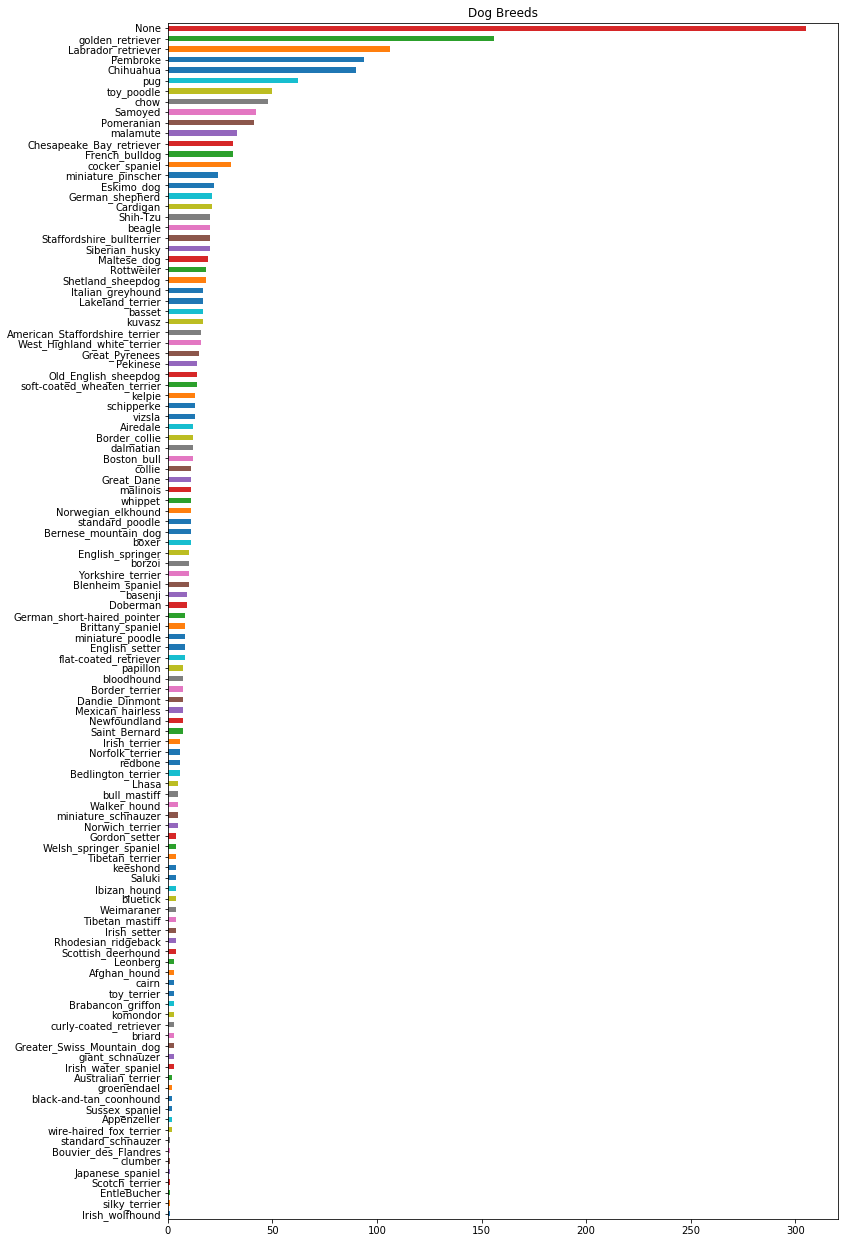 Dog Breeds
None
golden_retriever
Labrador_retriever
Pembroke
Chihuahua
pug
toy_poodle
chow
Samoyed
Pomeranian
malamute
Chesapeake_Bay_retriever
French_bulldog
cocker_spaniel
miniature_pinscher
Eskimo_dog
German_shepherd
Cardigan
Shih-Tzu
beagle
Staffordshire_bullterrier
Siberian_husky
Maltese_dog
Rottweiler
Shetland_sheepdog
Italian_greyhound
Lakeland_terrier
basset
kuvasz
American_Staffordshire_terrier
West_Highland_white_terrier
Great_Pyrenees
Pekinese
Old_English_sheepdog
soft-coated_wheaten_terrier
kelpie
schipperke
vizsla
Airedale
Border_collie
dalmatian
Boston_bull
collie
Great_Dane
malinois
whippet
Norwegian_elkhound
standard_poodle
Bernese_mountain_dog
boxer
English_springer
borzoi
Yorkshire_terrier
Blenheim_spaniel
basenji
Doberman
German_short-haired_pointer
Brittany_spaniel
miniature_poodle
English_setter
flat-coated_retriever
papillon
bloodhound
Border_terrier
Dandie_Dinmont
Mexican_hairless
Newfoundland
Saint_Bernard
Irish_terrier
Norfolk_terrier
redbone
Bedlington_terrier
Lhasa
bull_mastiff
Walker_hound
miniature_schnauzer
Norwich_terrier
Gordon_setter
Welsh_springer_spaniel
Tibetan_terrier
keeshond
Saluki
Ibizan_hound
bluetick
Weimaraner
Tibetan_mastiff
Irish_setter
Rhodesian_ridgeback
Scottish_deerhound
Leonberg
Afghan_hound
cairn
toy_terrier
Brabancon_griffon
komondor
curly-coated_retriever
briard
Greater_Swiss_Mountain_dog
giant_schnauzer
Irish_water_spaniel
Australian_terrier
groenendael
black-and-tan_coonhound
Sussex_spaniel
Appenzeller
wire-haired_fox_terrier
standard_schnauzer
Bouvier_des_Flandres
clumber
Japanese_spaniel
Scotch_terrier
EntleBucher
silky_terrier
Irish_wolfhound
0 50 100 150 200 250 300